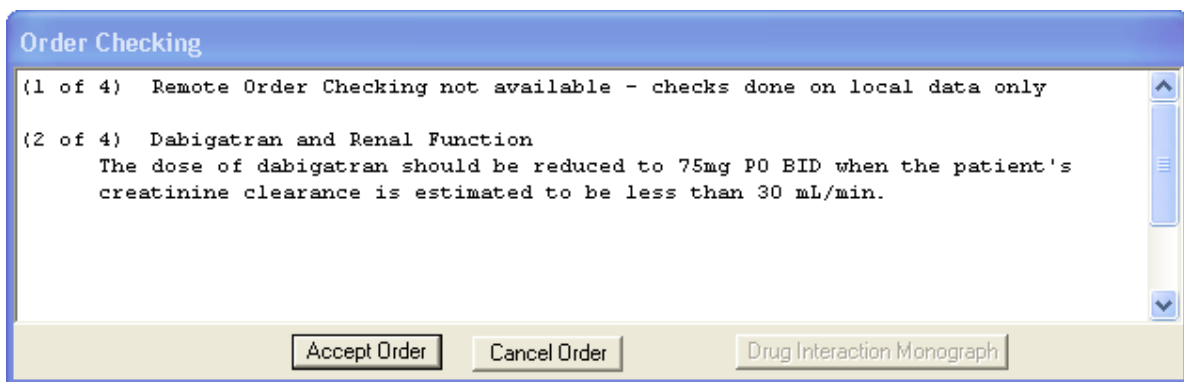 Order Checking
(1 of 4) Remote Order Checking not available - checks done on local data only
(2 of 4) Dabigatran and Renal Function
The dose of dabigatran should be reduced to 75mg PO BID when the patient's
creatinine clearance is estimated to be less than 30 mL/min.
Accept Order Cancel Order Drug Interaction Monograph